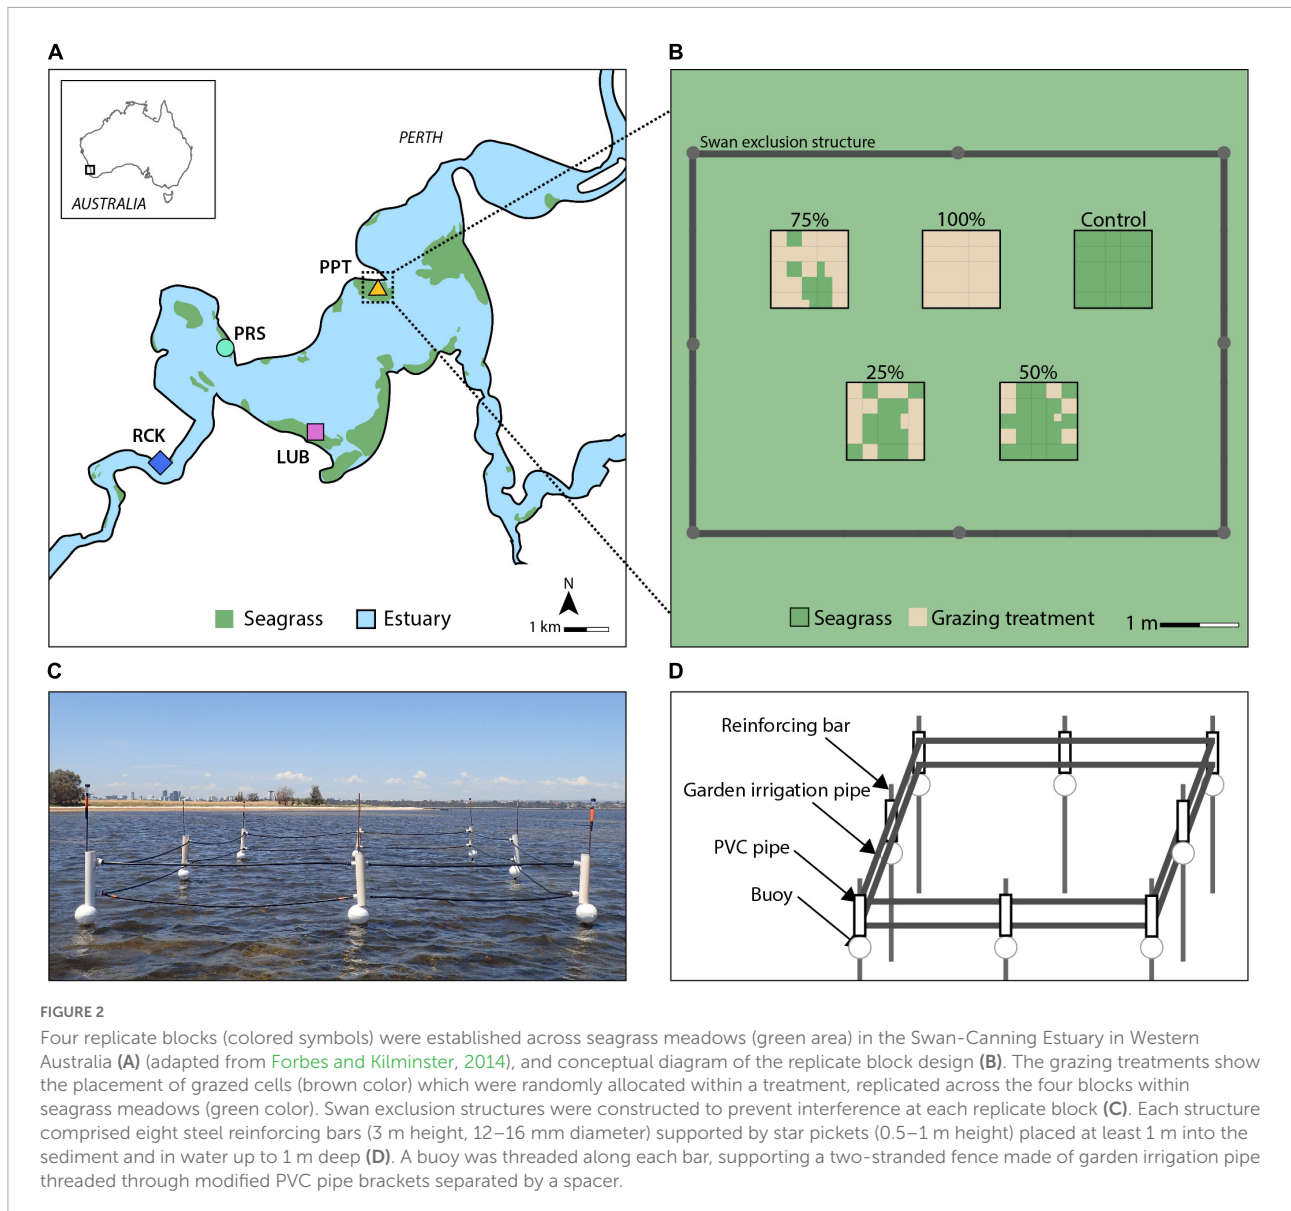 A
AUSTRALIA
PERTH
PPT
PRS
RCK
LUB
N
1 km
Seagrass
Estuary
B
Swan exclusion structure
75%
100%
Control
25%
50%
Seagrass
Grazing treatment
1 m
C
D
Reinforcing bar
Garden irrigation pipe
PVC pipe
Buoy
FIGURE 2
Four replicate blocks (colored symbols) were established across seagrass meadows (green area) in the Swan-Canning Estuary in Western
Australia (A) (adapted from Forbes and Kilminster, 2014), and conceptual diagram of the replicate block design (B). The grazing treatments show
the placement of grazed cells (brown color) which were randomly allocated within a treatment, replicated across the four blocks within
seagrass meadows (green color). Swan exclusion structures were constructed to prevent interference at each replicate block (C). Each structure
comprised eight steel reinforcing bars (3 m height, 12–16 mm diameter) supported by star pickets (0.5–1 m height) placed at least 1 m into the
sediment and in water up to 1 m deep (D). A buoy was threaded along each bar, supporting a two-stranded fence made of garden irrigation pipe
threaded through modified PVC pipe brackets separated by a spacer.